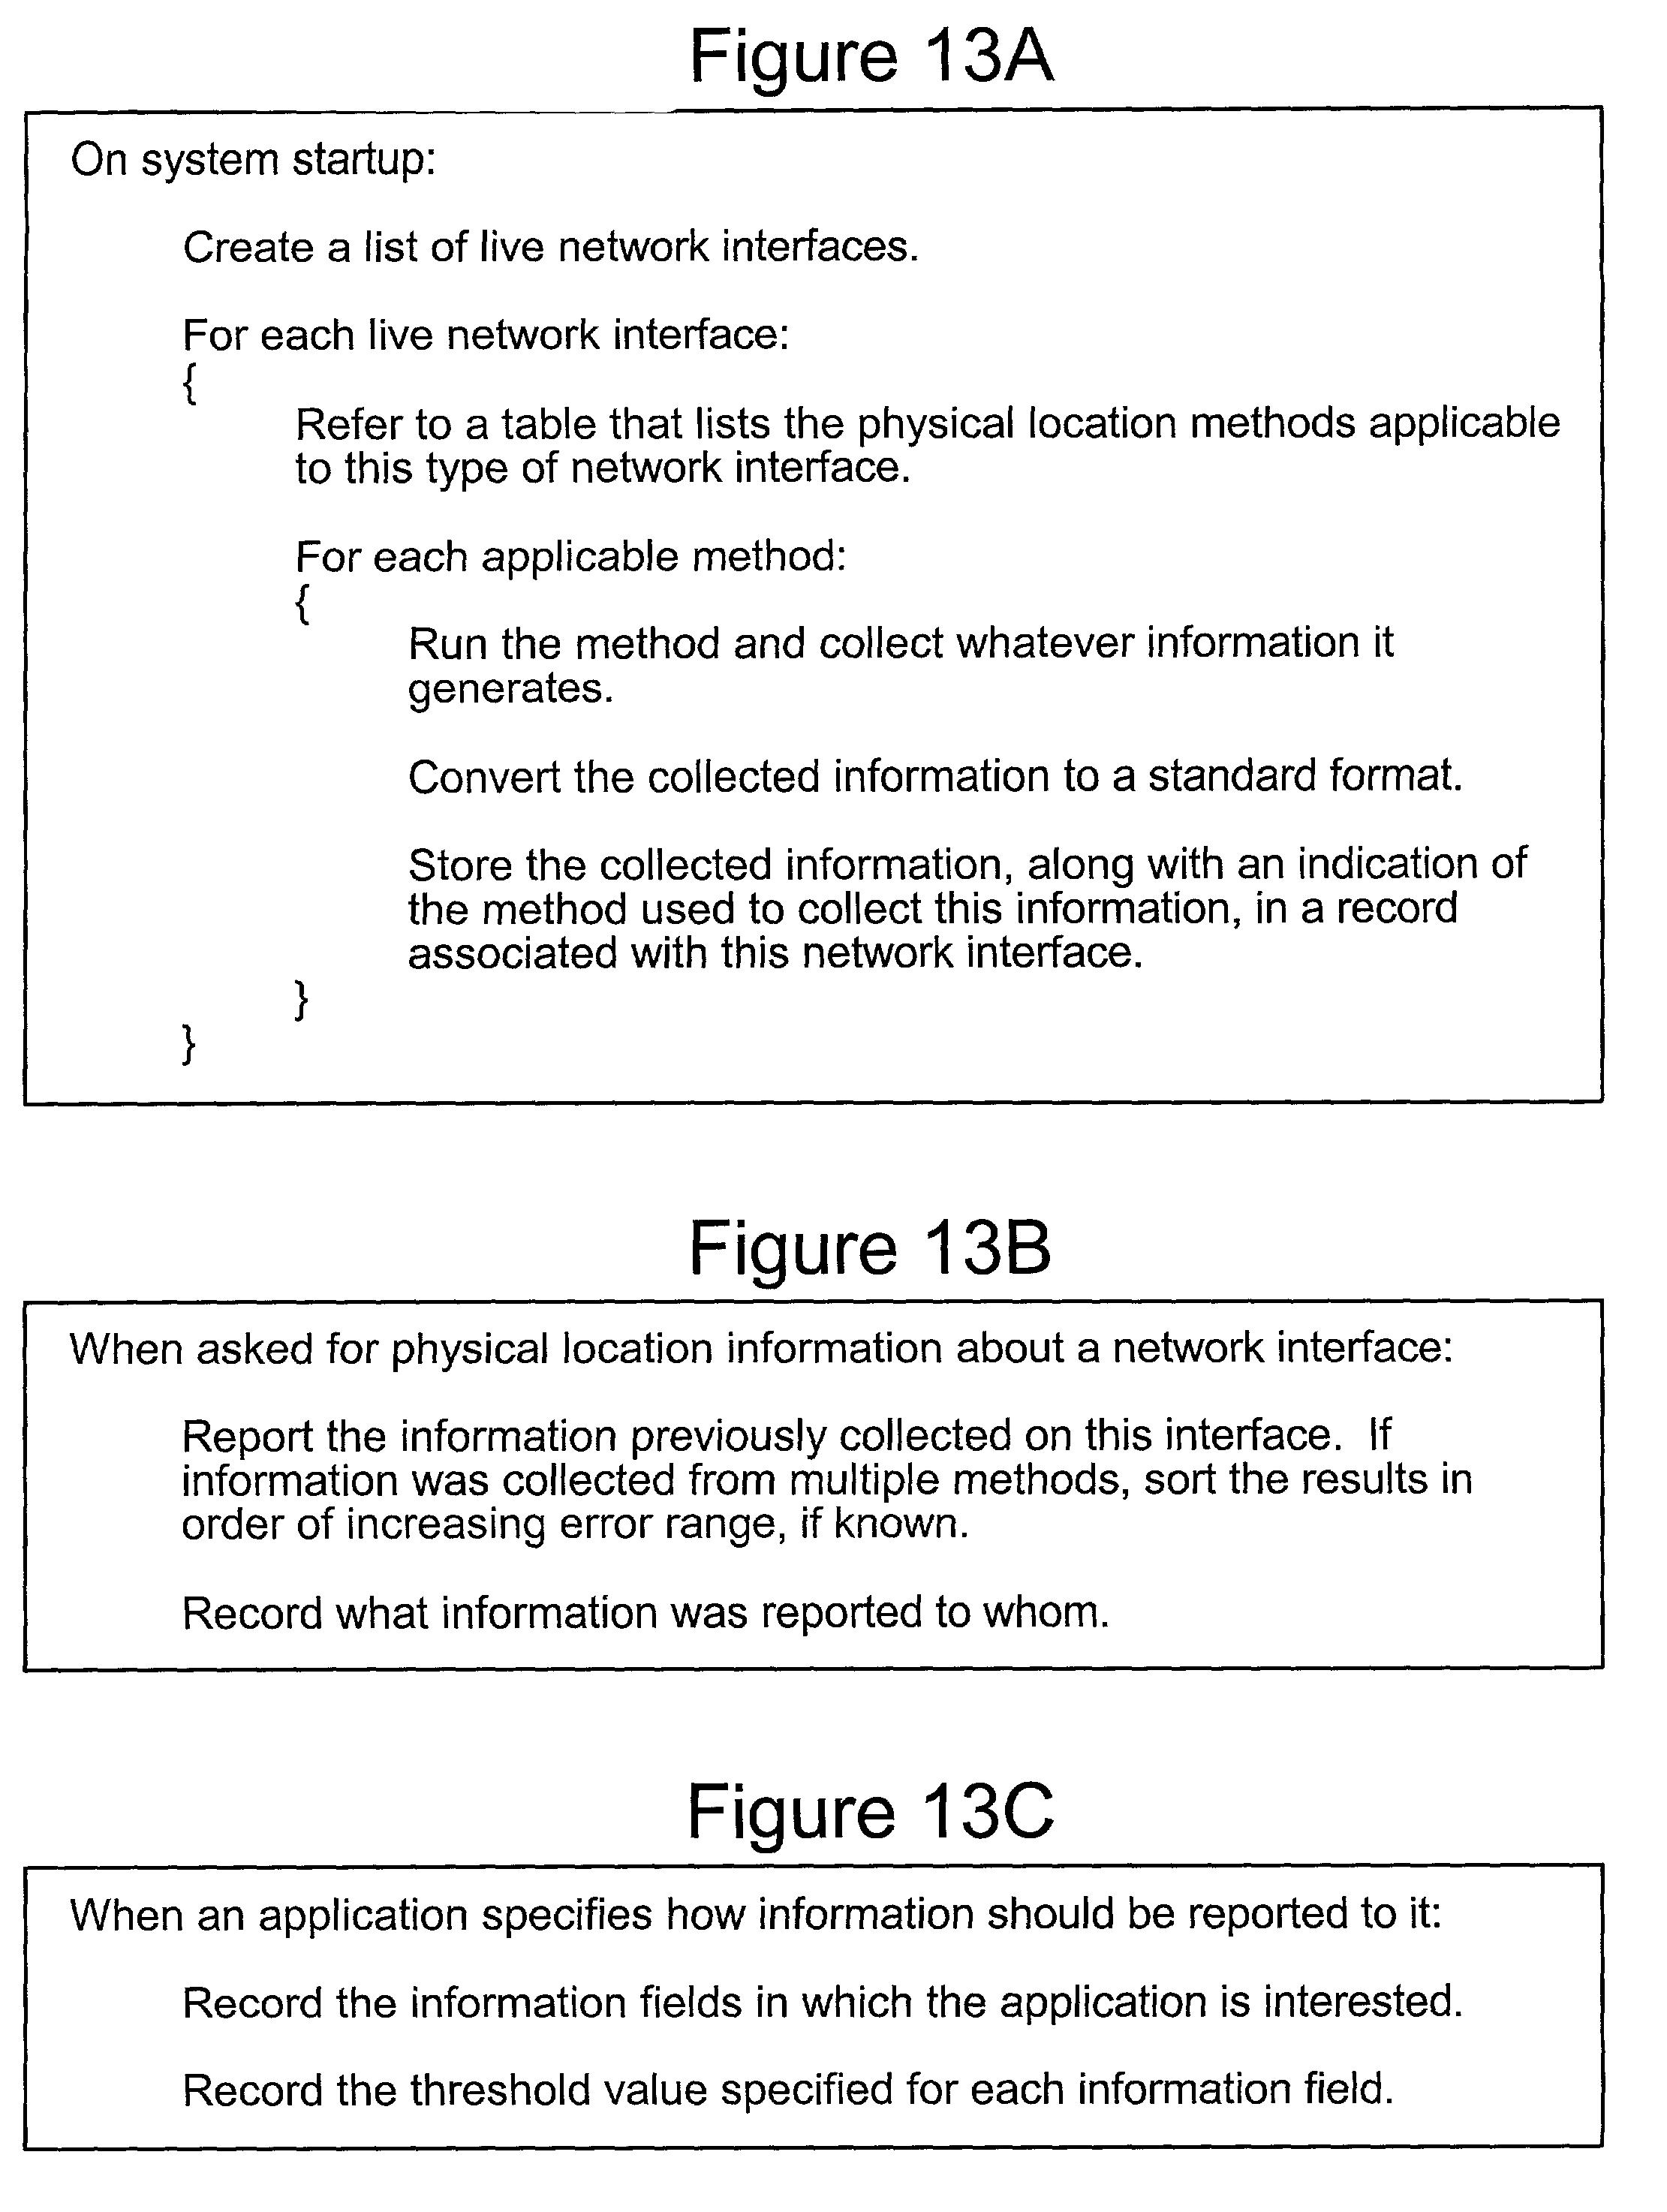 Figure 13A
On system startup:
Create a list of live network interfaces.
For each live network interface:
{
Refer to a table that lists the physical location methods applicable
to this type of network interface.
For each applicable method:
{
Run the method and collect whatever information it
generates.
Convert the collected information to a standard format.
Store the collected information, along with an indication of
the method used to collect this information, in a record
associated with this network interface.
}
}
Figure 13B
When asked for physical location information about a network interface:
Report the information previously collected on this interface.  If
information was collected from multiple methods, sort the results in
order of increasing error range, if known.
Record what information was reported to whom.
Figure 13C
When an application specifies how information should be reported to it:
Record the information fields in which the application is interested.
Record the threshold value specified for each information field.